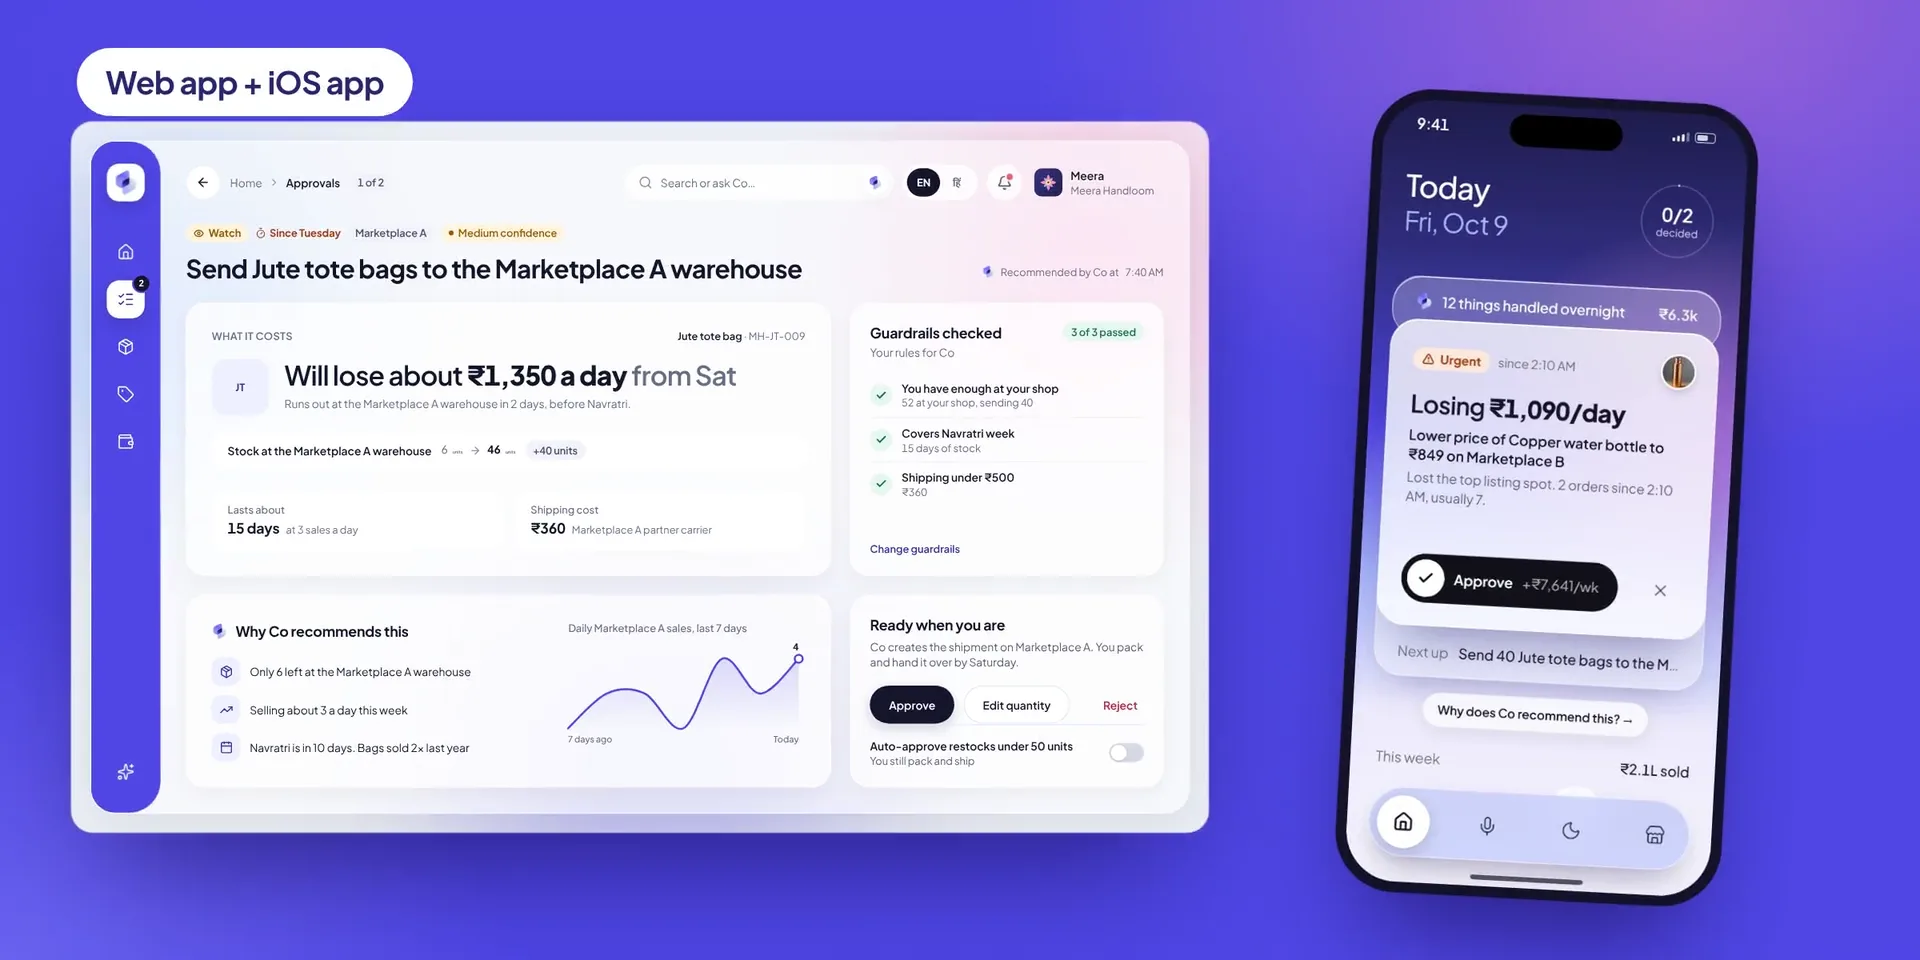 Web app + iOS app
Home > Approvals 1 of 2
Search or ask Co...
EN हिं
Meera
Meera Handloom
2
Watch Since Tuesday Marketplace A • Medium confidence
Send Jute tote bags to the Marketplace A warehouse
Recommended by Co at 7:40 AM
WHAT IT COSTS
Jute tote bag · MH-JT-009
JT
Will lose about ₹1,350 a day from Sat
Runs out at the Marketplace A warehouse in 2 days, before Navratri.
Stock at the Marketplace A warehouse 6 units → 46 units +40 units
Lasts about
15 days at 3 sales a day
Shipping cost
₹360 Marketplace A partner carrier
Guardrails checked
3 of 3 passed
Your rules for Co
You have enough at your shop
52 at your shop, sending 40
Covers Navratri week
15 days of stock
Shipping under ₹500
₹360
Change guardrails
Why Co recommends this
Only 6 left at the Marketplace A warehouse
Selling about 3 a day this week
Navratri is in 10 days. Bags sold 2× last year
Daily Marketplace A sales, last 7 days
4
7 days ago
Today
Ready when you are
Co creates the shipment on Marketplace A. You pack
and hand it over by Saturday.
Approve
Edit quantity
Reject
Auto-approve restocks under 50 units
You still pack and ship
9:41
Today
Fri, Oct 9
0/2
decided
12 things handled overnight ₹6.3k
Urgent since 2:10 AM
Losing ₹1,090/day
Lower price of Copper water bottle to
₹849 on Marketplace B
Lost the top listing spot. 2 orders since 2:10
AM, usually 7.
Approve +₹7,641/wk
Next up Send 40 Jute tote bags to the M...
Why does Co recommend this? →
This week
₹2.1L sold